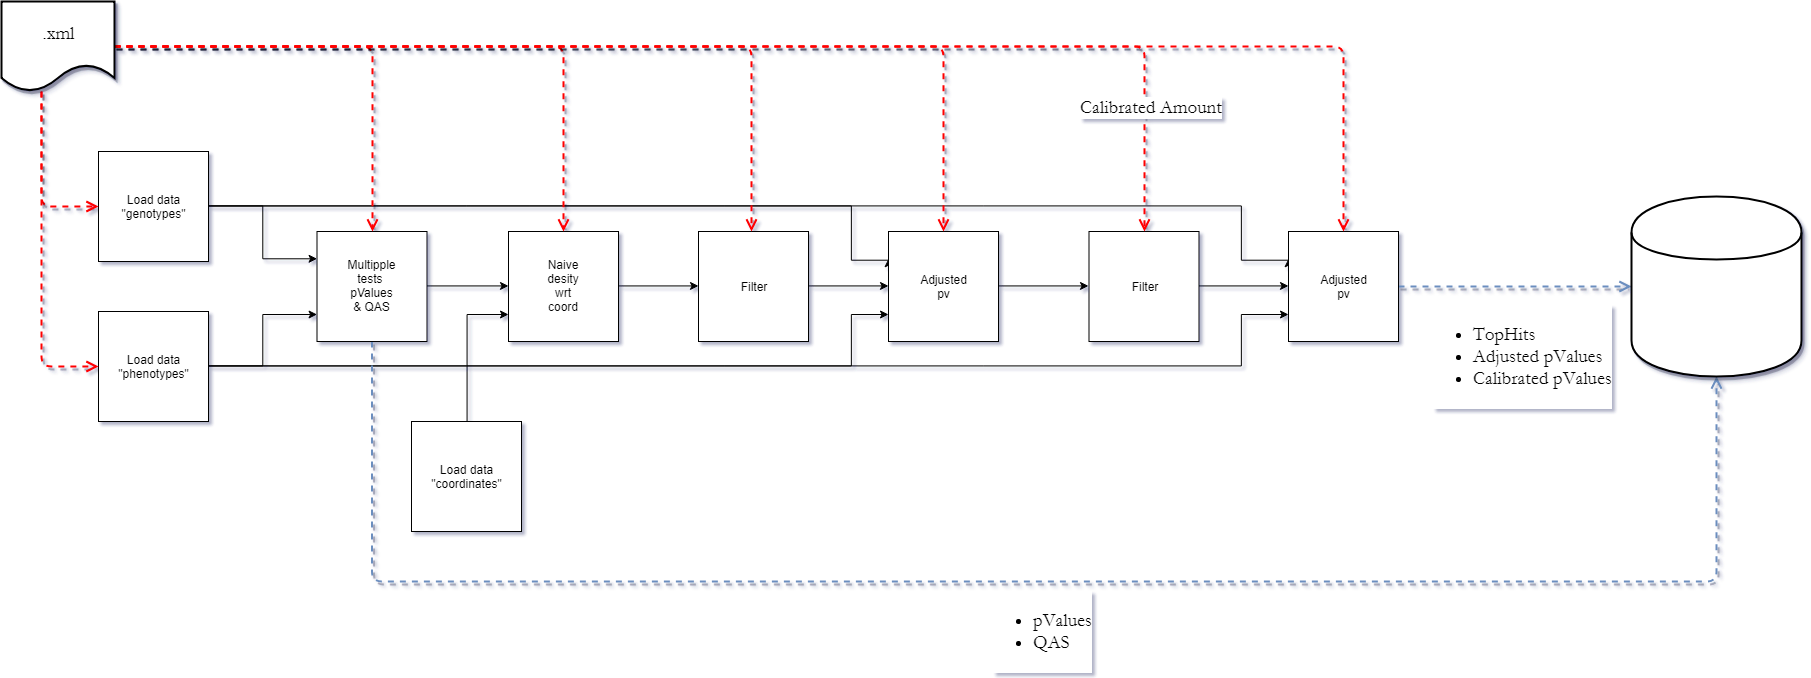 .xml
Calibrated Amount
Load data
"genotypes"
Multipple
tests
pValues
& QAS
Naive
desity
wrt
coord
Filter
Adjusted
pv
Filter
Adjusted
pv
TopHits
Adjusted pValues
Calibrated pValues
Load data
"phenotypes"
Load data
"coordinates"
pValues
QAS